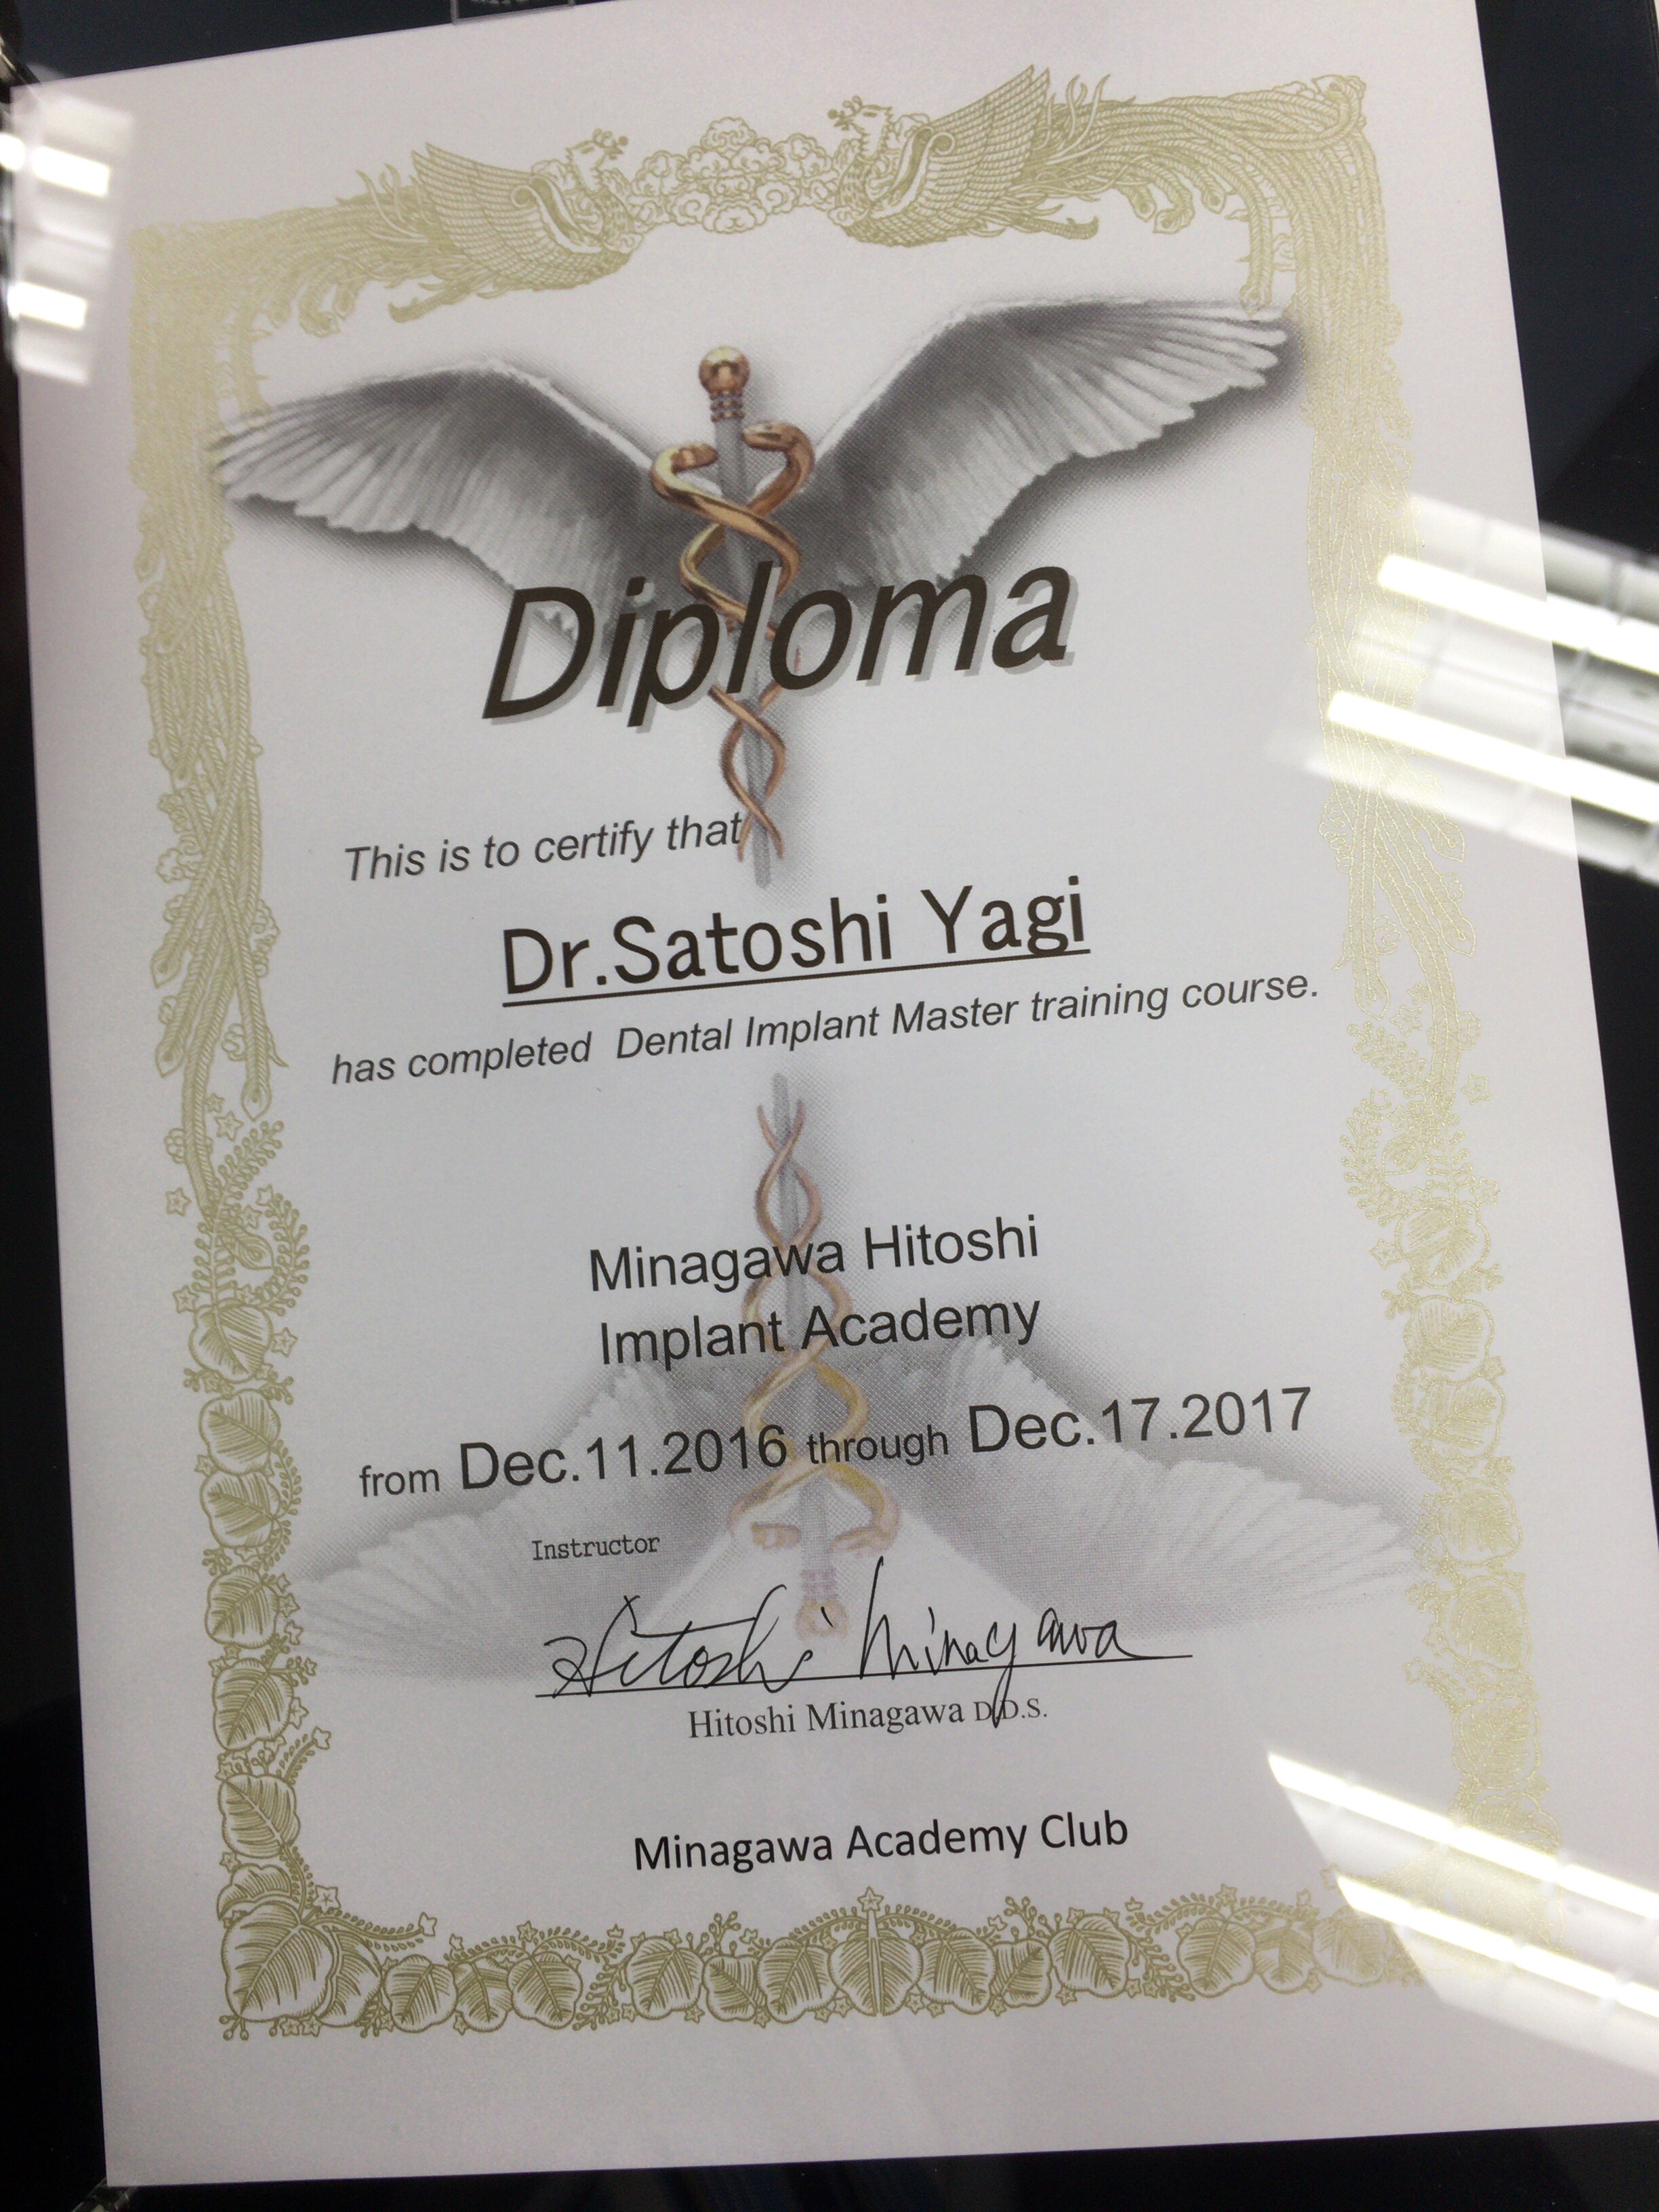 Diploma
This is to certify that
Dr.Satoshi Yagi
has completed Dental Implant Master training course.
Minagawa Hitoshi
Implant Academy
from Dec.11.2016 through Dec.17.2017
Instructor
Hitoshi Minagawa
Hitoshi Minagawa D.D.S.
Minagawa Academy Club